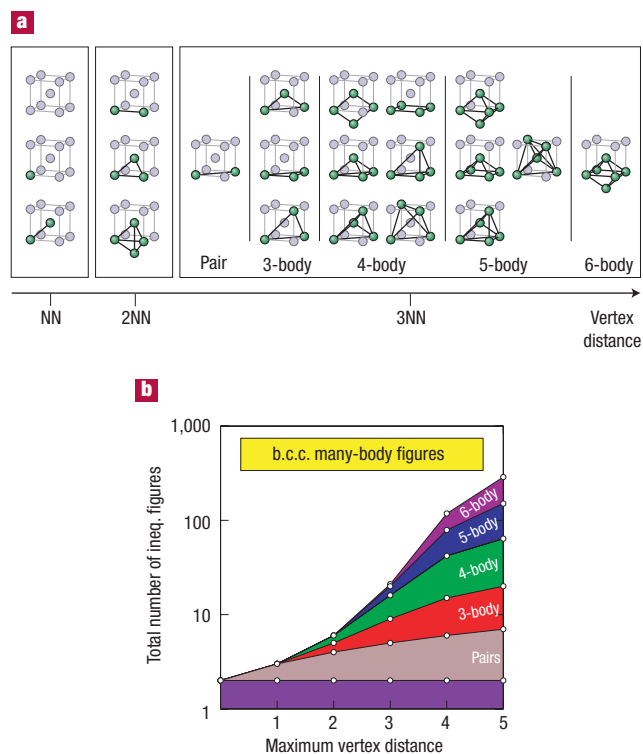 a
Pair
3-body
4-body
5-body
6-body
NN
2NN
3NN
Vertex
distance
b
1,000
100
10
1
Total number of ineq. figures
b.c.c. many-body figures
6-body
5-body
4-body
3-body
Pairs
1
2
3
4
5
Maximum vertex distance